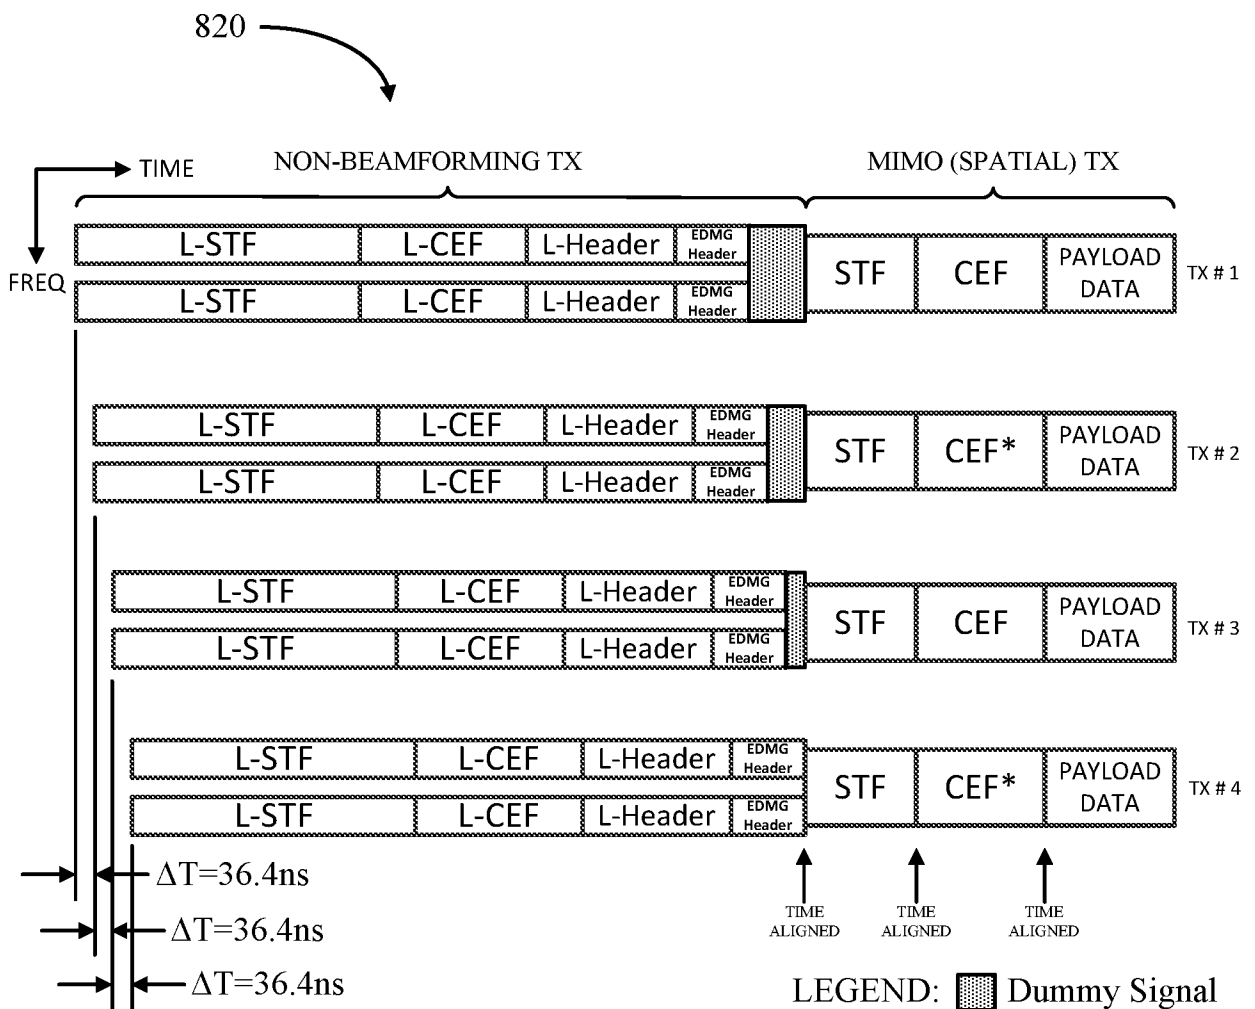 820
NON-BEAMFORMING TX
MIMO (SPATIAL) TX
TIME
FREQ
L-STF L-CEF L-Header EDMG Header
STF CEF PAYLOAD DATA TX # 1
L-STF L-CEF L-Header EDMG Header
L-STF L-CEF L-Header EDMG Header
STF CEF* PAYLOAD DATA TX # 2
L-STF L-CEF L-Header EDMG Header
L-STF L-CEF L-Header EDMG Header
STF CEF PAYLOAD DATA TX # 3
L-STF L-CEF L-Header EDMG Header
L-STF L-CEF L-Header EDMG Header
STF CEF* PAYLOAD DATA TX # 4
L-STF L-CEF L-Header EDMG Header
ΔT=36.4ns
ΔT=36.4ns
ΔT=36.4ns
TIME ALIGNED
TIME ALIGNED
TIME ALIGNED
LEGEND: Dummy Signal